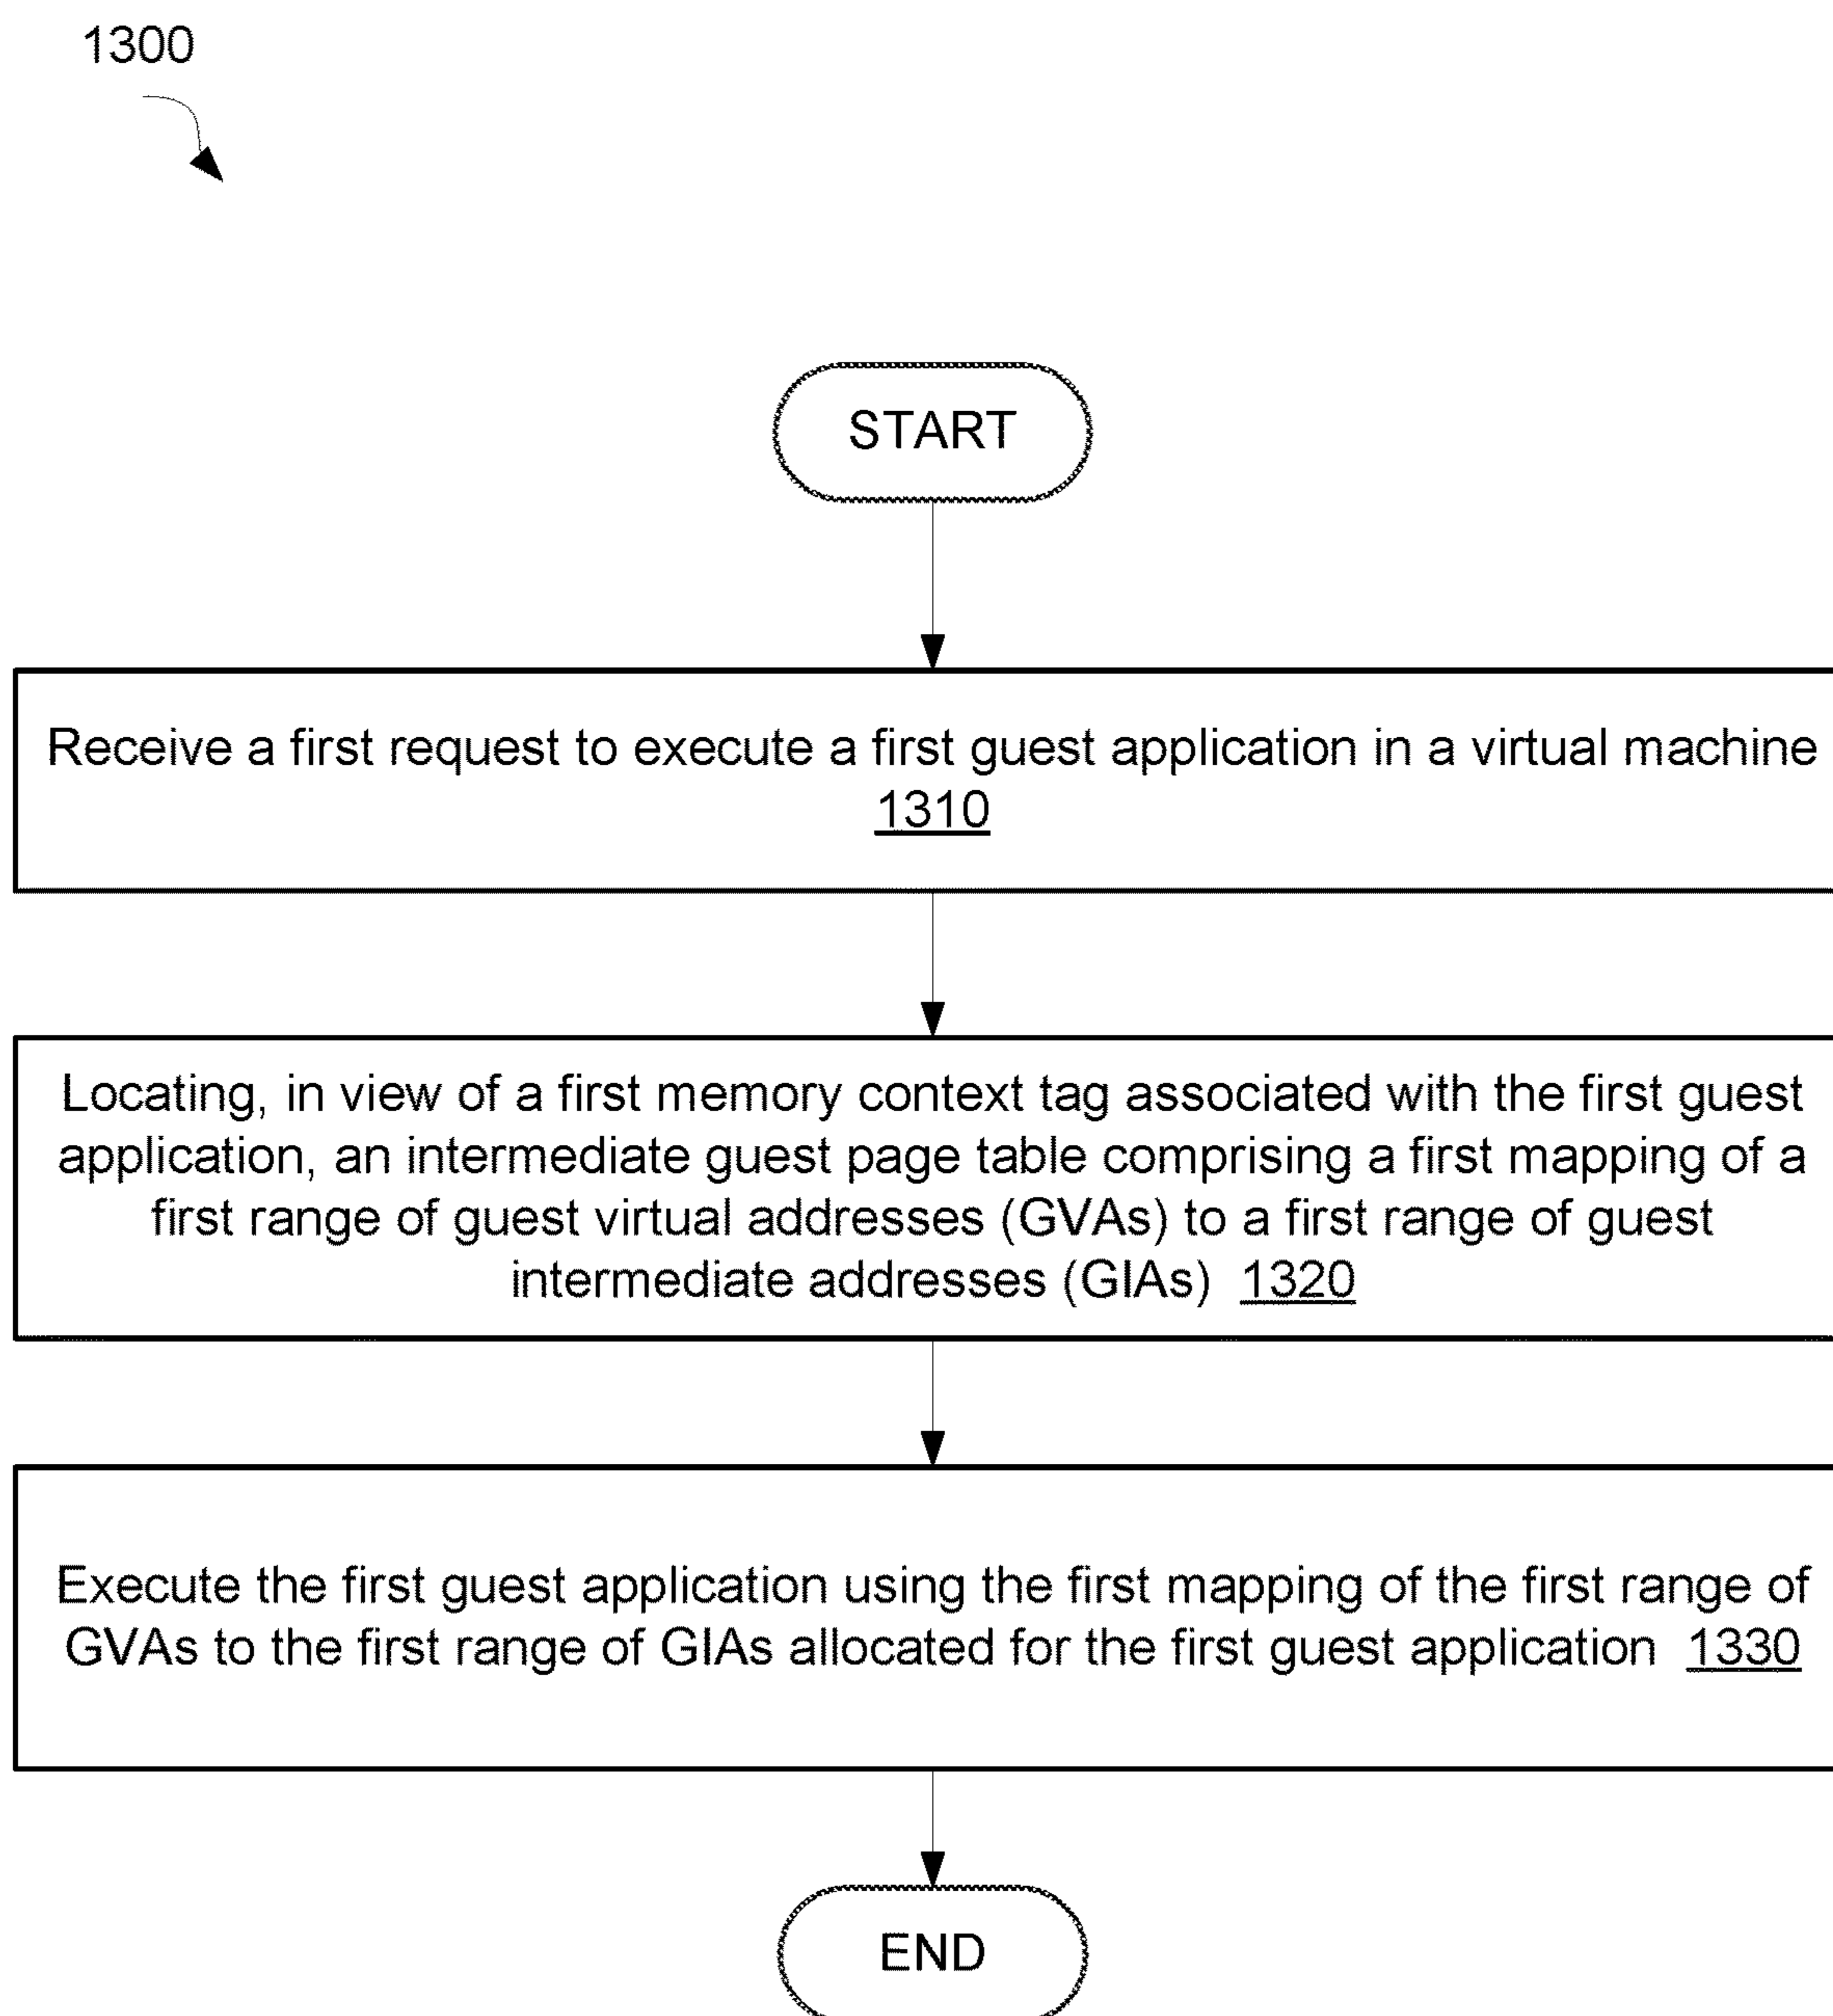 1300
START
Receive a first request to execute a first guest application in a virtual machine
1310
Locating, in view of a first memory context tag associated with the first guest
application, an intermediate guest page table comprising a first mapping of a
first range of guest virtual addresses (GVAs) to a first range of guest
intermediate addresses (GIAs) 1320
Execute the first guest application using the first mapping of the first range of
GVAs to the first range of GIAs allocated for the first guest application 1330
END